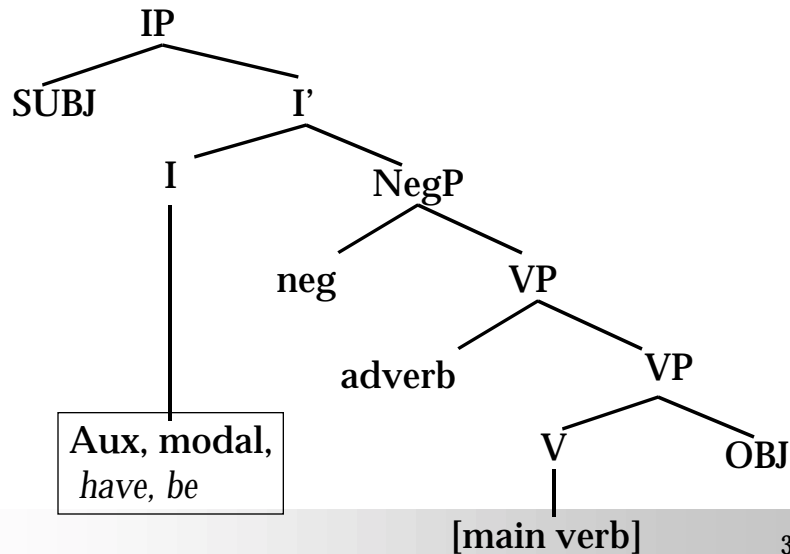 IP
SUBJ I’
I NegP
neg VP
adverb VP
Aux, modal, V OBJ
have, be
[main verb] 3